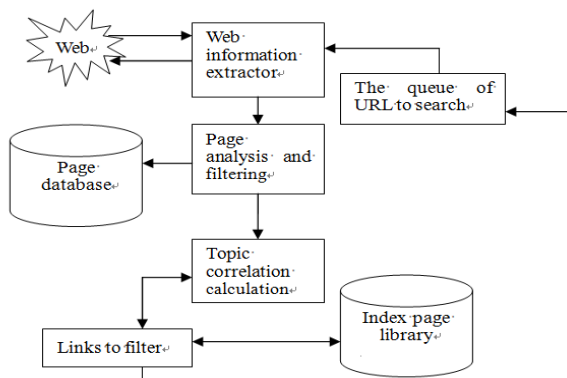 Web
Web
information
extractor
The queue of
URL to search
Page
analysis and
filtering
Page
database
Topic
correlation
calculation
Index page
library
Links to filter